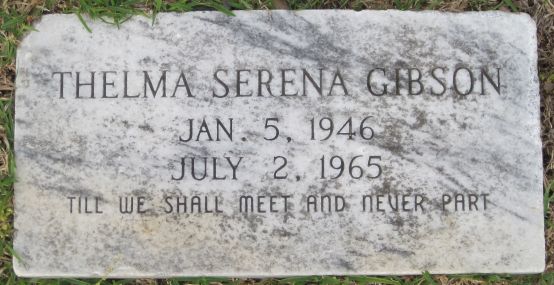 THELMA SERENA GIBSON
JAN. 5, 1946
JULY 2, 1965
TILL WE SHALL MEET AND NEVER PART